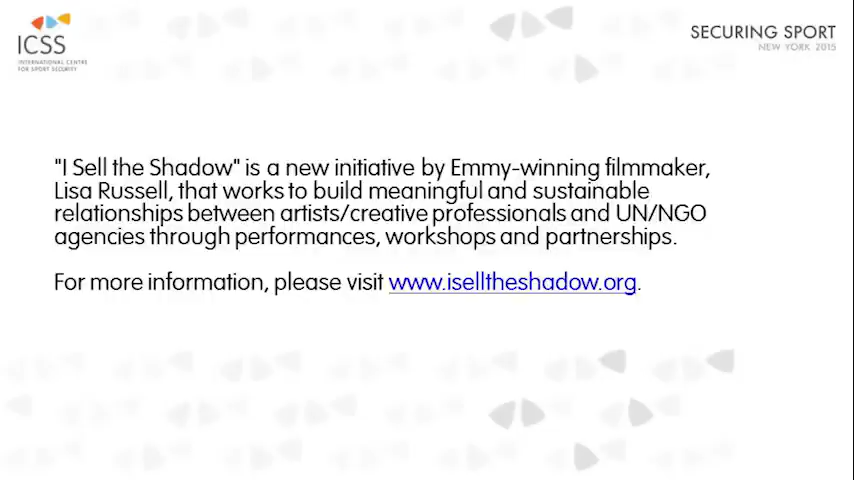 ICSS
INTERNATIONAL CENTRE
FOR SPORT SECURITY
SECURING SPORT
NEW YORK 2015
"I Sell the Shadow" is a new initiative by Emmy-winning filmmaker,
Lisa Russell, that works to build meaningful and sustainable
relationships between artists/creative professionals and UN/NGO
agencies through performances, workshops and partnerships.
For more information, please visit www.iselltheshadow.org.